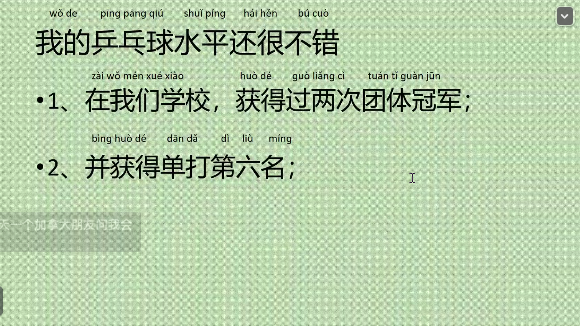 wǒ de pīng pāng qiú shuǐ píng hái hěn bú cuò
我的乒乓球水平还很不错
zài wǒ mén xué xiào huò dé guò liǎng cì tuán tǐ guàn jūn
•1、在我们学校，获得过两次团体冠军；
bìng huò dé dān dǎ dì liù míng
•2、并获得单打第六名；
天一个加拿大朋友问我会